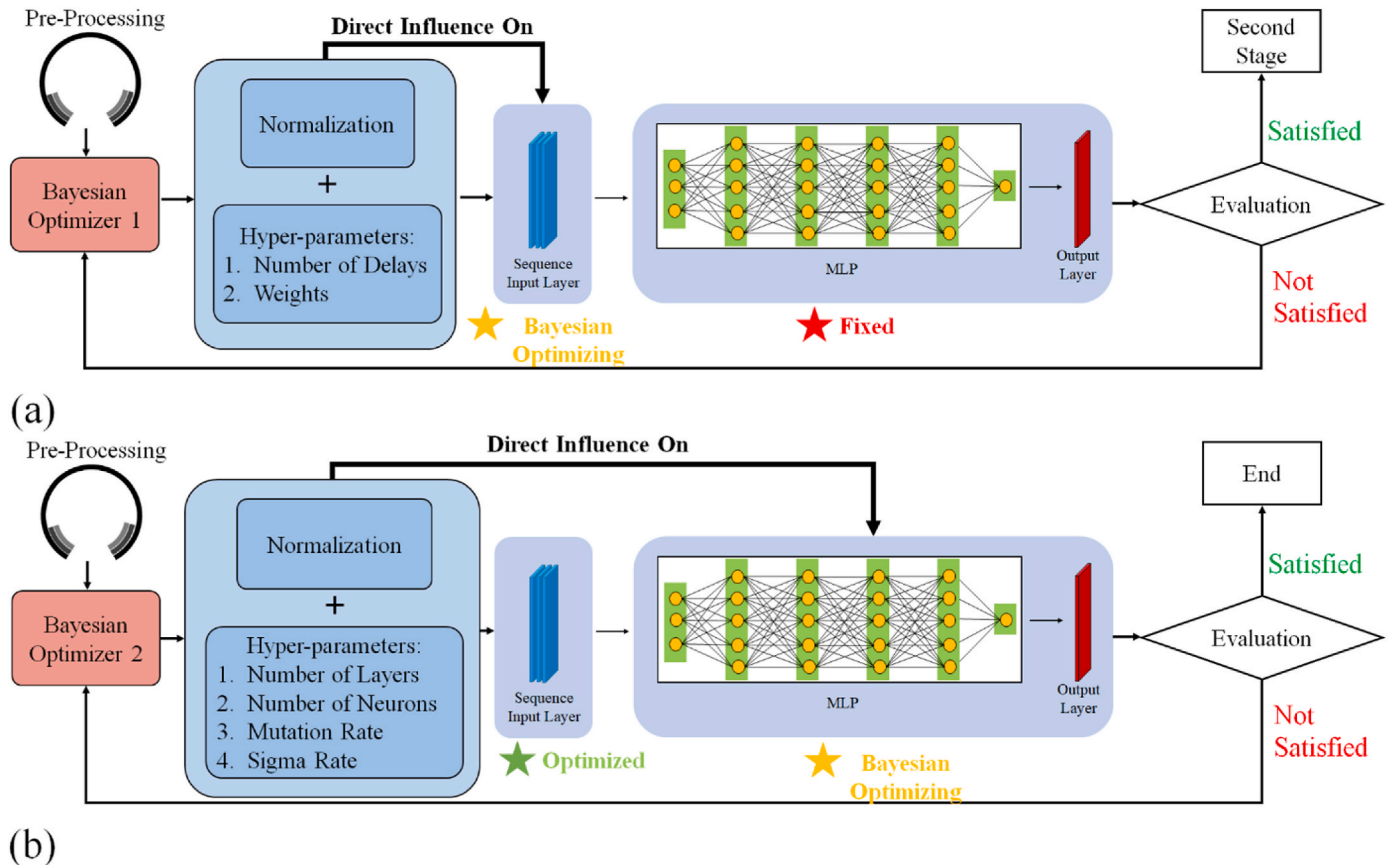 Pre-Processing
Direct Influence On
Second
Stage
Normalization
Satisfied
Bayesian
Optimizer 1
+
Evaluation
Hyper-parameters:
1. Number of Delays
2. Weights
Sequence
Input Layer
MLP
Output
Layer
Not
Satisfied
Bayesian
Optimizing
Fixed
(a)
Pre-Processing
Direct Influence On
End
Normalization
Satisfied
Bayesian
Optimizer 2
+
Evaluation
Hyper-parameters:
1. Number of Layers
2. Number of Neurons
3. Mutation Rate
4. Sigma Rate
Sequence
Input Layer
MLP
Output
Layer
Not
Satisfied
Optimized
Bayesian
Optimizing
(b)